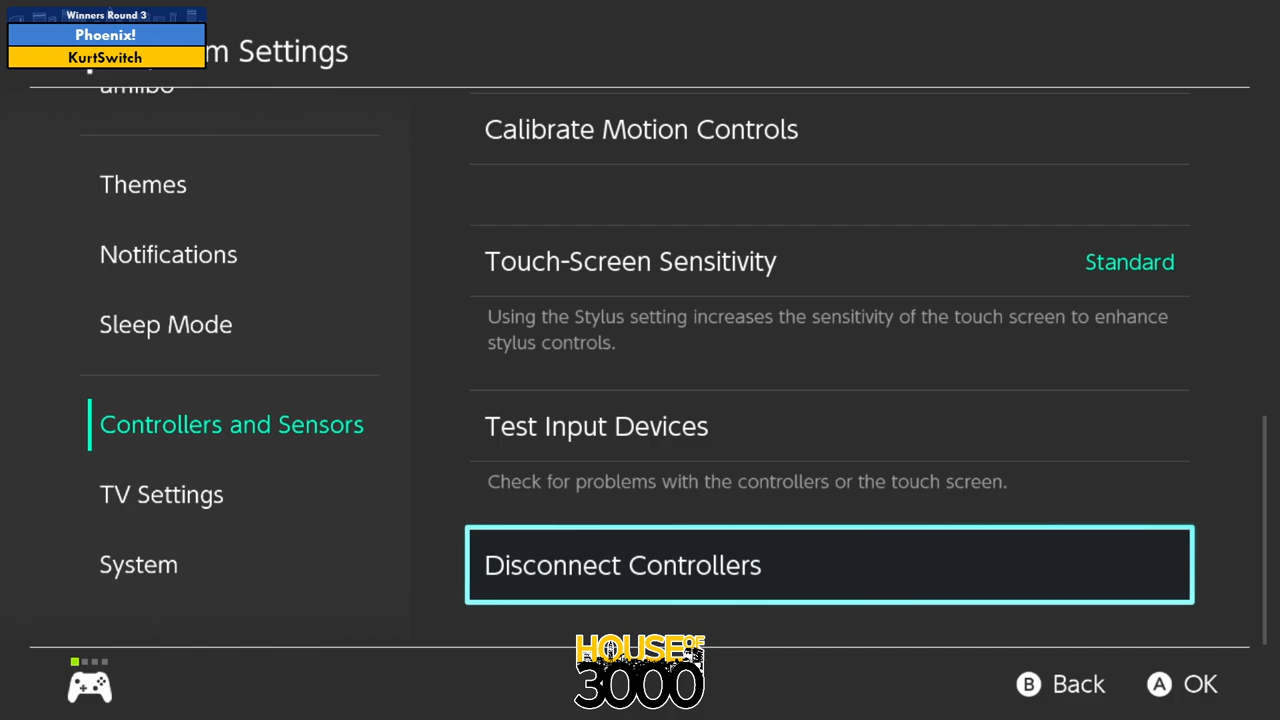 Winners Round 3
Phoenix!
KurtSwitch
m Settings
amiibo
Themes
Notifications
Sleep Mode
Controllers and Sensors
TV Settings
System
Calibrate Motion Controls
Touch-Screen Sensitivity Standard
Using the Stylus setting increases the sensitivity of the touch screen to enhance
stylus controls.
Test Input Devices
Check for problems with the controllers or the touch screen.
Disconnect Controllers
HOUSE OF
3000
B Back A OK